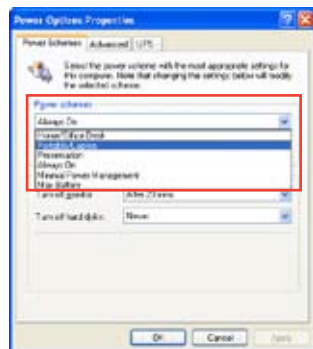 Power Options Properties
Power Schemes Advanced UPS
Select the power scheme with the most appropriate settings for
this computer. Note that changing the settings below will modify
the selected scheme.
Power schemes
Always On
Home/Office Desk
Portable/Laptop
Presentation
Always On
Minimal Power Management
Max Battery
Turn off monitor: After 20 mins
Turn off hard disks: Never
OK Cancel Apply